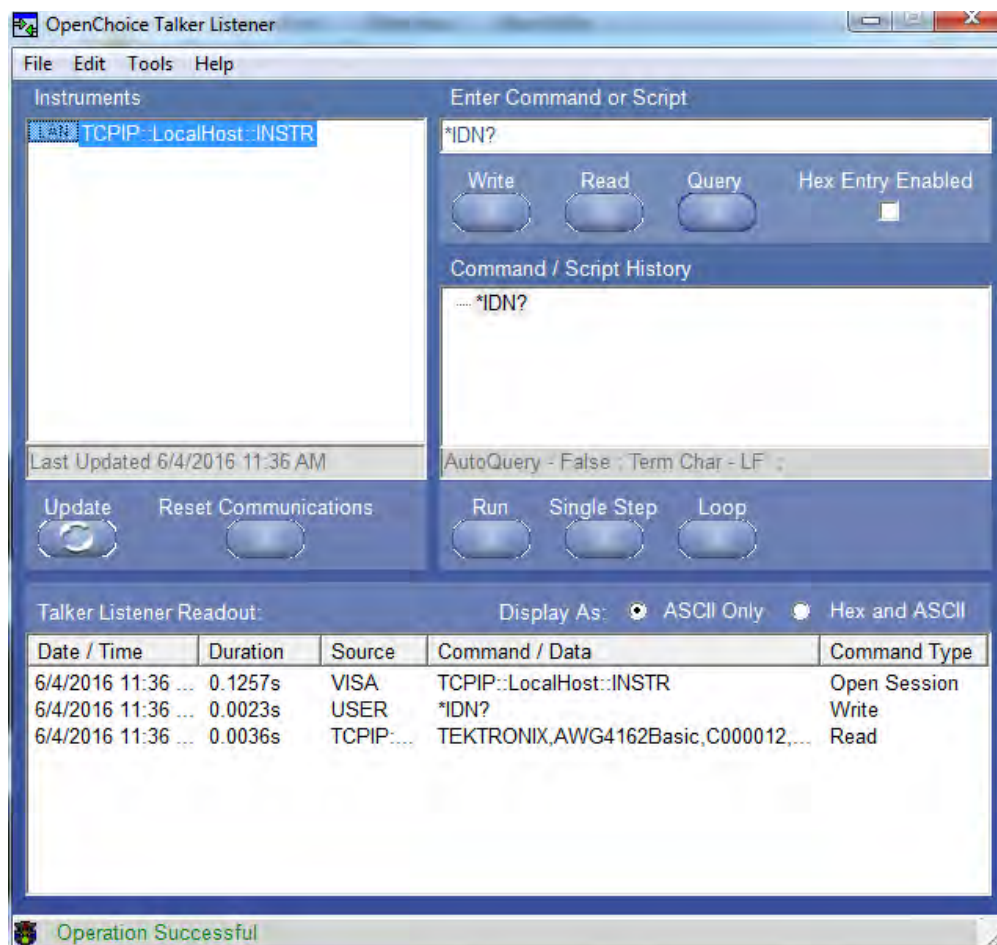 OpenChoice Talker Listener
File Edit Tools Help
Instruments
LAN TCPIP::LocalHost::INSTR
Last Updated 6/4/2016 11:36 AM
Update Reset Communications
Enter Command or Script
*IDN?
Write Read Query Hex Entry Enabled
Command / Script History
*IDN?
AutoQuery - False ; Term Char - LF ;
Run Single Step Loop
Talker Listener Readout: Display As: ASCII Only Hex and ASCII
Date / Time Duration Source Command / Data Command Type
6/4/2016 11:36 ... 0.1257s VISA TCPIP::LocalHost::INSTR Open Session
6/4/2016 11:36 ... 0.0023s USER *IDN? Write
6/4/2016 11:36 ... 0.0036s TCPIP:... TEKTRONIX,AWG4162Basic,C000012,... Read
Operation Successful